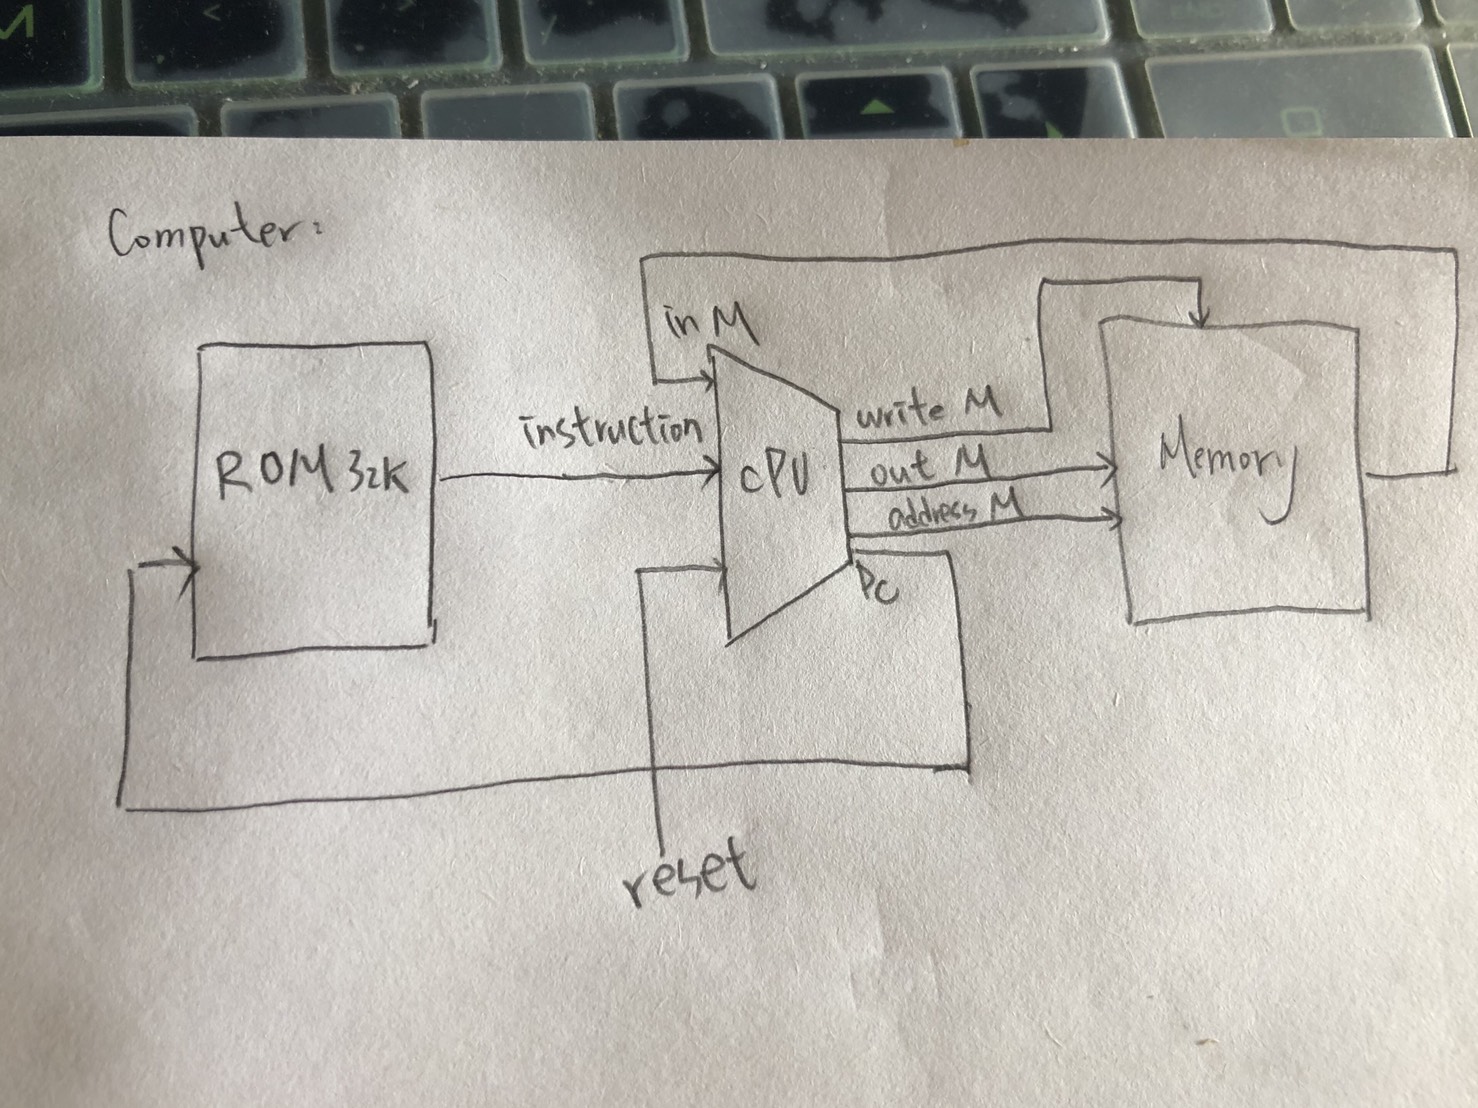 Computer:
in M
instruction
write M
ROM 32K
cPU
out M
Memory
address M
PC
reset